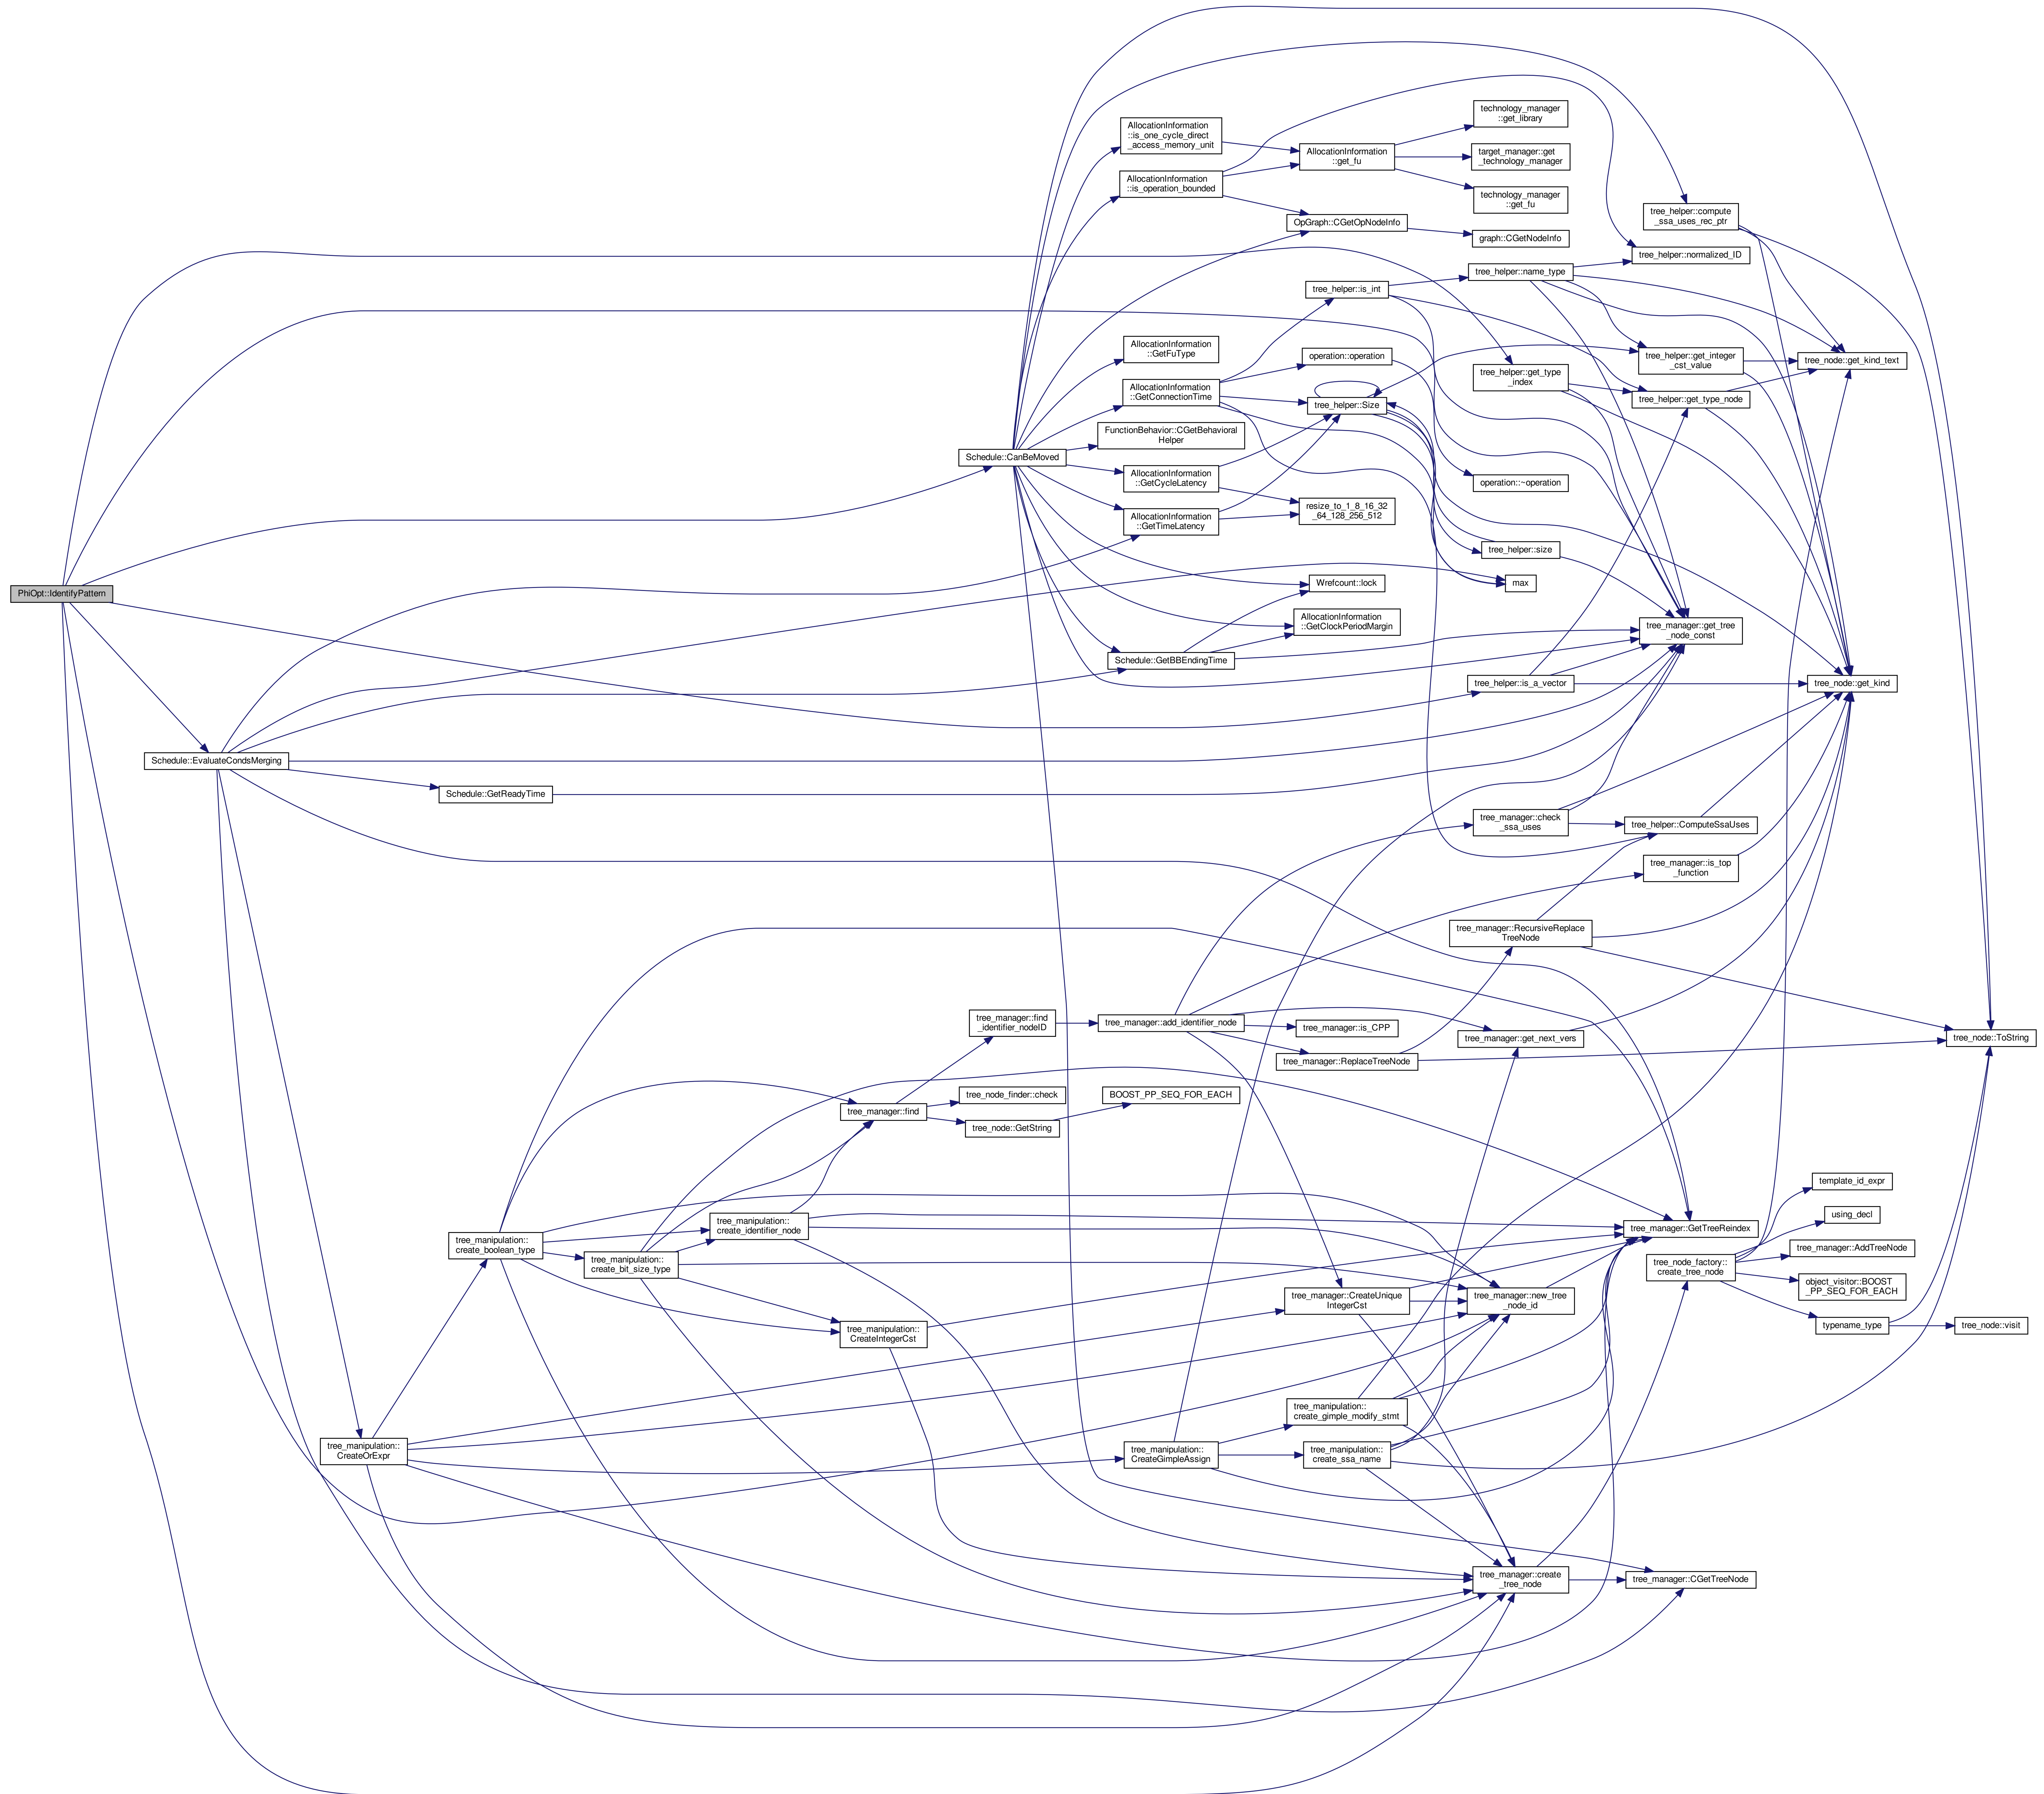 PhiOpt::IdentifyPattern
Schedule::EvaluateCondsMerging
tree_manipulation::
CreateOrExpr
Schedule::GetReadyTime
tree_manipulation::
create_boolean_type
tree_manipulation::
create_bit_size_type
tree_manipulation::
create_identifier_node
tree_manager::find
tree_manipulation::
CreateIntegerCst
Schedule::CanBeMoved
tree_manager::find
_identifier_nodeID
tree_node_finder::check
tree_node::GetString
AllocationInformation
::is_one_cycle_direct
_access_memory_unit
AllocationInformation
::is_operation_bounded
AllocationInformation
::GetFuType
AllocationInformation
::GetConnectionTime
FunctionBehavior::CGetBehavioral
Helper
AllocationInformation
::GetCycleLatency
AllocationInformation
::GetTimeLatency
Schedule::GetBBEndingTime
tree_manager::add_identifier_node
BOOST_PP_SEQ_FOR_EACH
tree_manipulation::
CreateGimpleAssign
AllocationInformation
::get_fu
OpGraph::CGetOpNodeInfo
tree_helper::is_int
operation::operation
tree_helper::Size
resize_to_1_8_16_32
_64_128_256_512
Wrefcount::lock
AllocationInformation
::GetClockPeriodMargin
tree_manager::is_CPP
tree_manager::ReplaceTreeNode
tree_manager::CreateUnique
IntegerCst
tree_manipulation::
create_gimple_modify_stmt
tree_manipulation::
create_ssa_name
technology_manager
::get_library
target_manager::get
_technology_manager
technology_manager
::get_fu
graph::CGetNodeInfo
tree_helper::name_type
tree_helper::get_type
_index
operation::~operation
tree_helper::size
max
tree_helper::is_a_vector
tree_manager::check
_ssa_uses
tree_manager::RecursiveReplace
TreeNode
tree_manager::get_next_vers
tree_manager::new_tree
_node_id
tree_manager::create
_tree_node
tree_helper::compute
_ssa_uses_rec_ptr
tree_helper::normalized_ID
tree_helper::get_integer
_cst_value
tree_helper::get_type_node
tree_manager::get_tree
_node_const
tree_helper::ComputeSsaUses
tree_manager::is_top
_function
tree_manager::GetTreeReindex
tree_node_factory::
create_tree_node
tree_manager::CGetTreeNode
tree_node::get_kind_text
tree_node::get_kind
template_id_expr
using_decl
tree_manager::AddTreeNode
object_visitor::BOOST
_PP_SEQ_FOR_EACH
typename_type
tree_node::ToString
tree_node::visit